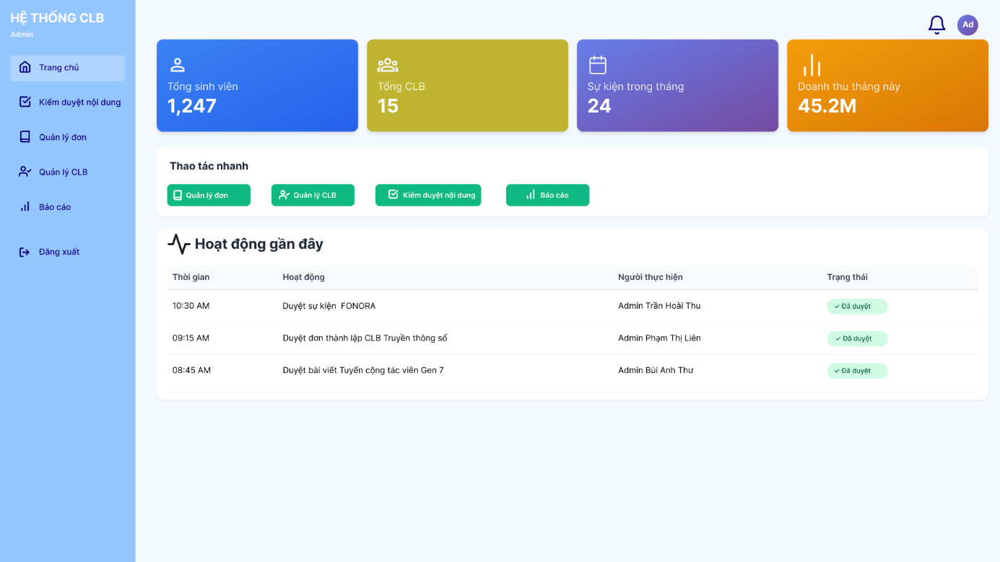 HỆ THỐNG CLB
Admin
Trang chủ
Kiểm duyệt nội dung
Quản lý đơn
Quản lý CLB
Báo cáo
Đăng xuất
Ad
Tổng sinh viên
1,247
Tổng CLB
15
Sự kiện trong tháng
24
Doanh thu tháng này
45.2M
Thao tác nhanh
Quản lý đơn
Quản lý CLB
Kiểm duyệt nội dung
Báo cáo
Hoạt động gần đây
Thời gian Hoạt động Người thực hiện Trạng thái
10:30 AM Duyệt sự kiện FONORA Admin Trần Hoài Thu ✓ Đã duyệt
09:15 AM Duyệt đơn thành lập CLB Truyền thông số Admin Phạm Thị Liên ✓ Đã duyệt
08:45 AM Duyệt bài viết Tuyển cộng tác viên Gen 7 Admin Bùi Anh Thư ✓ Đã duyệt